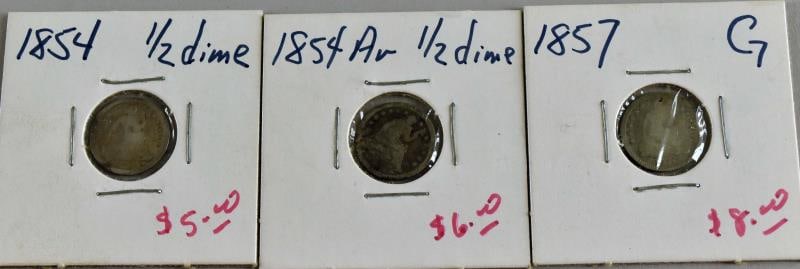 1854 1/2 dime
$5.00
1854 Ar 1/2 dime
$6.00
1857 G
$8.00